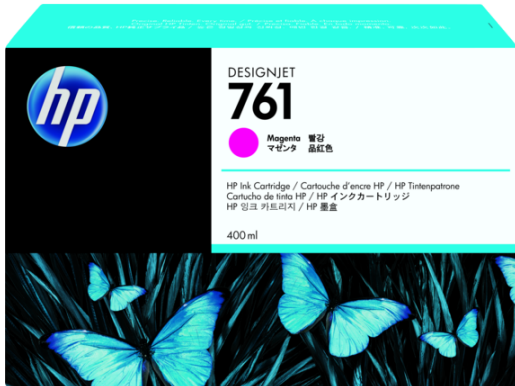 hp
DESIGNJET
761
Magenta 빨강
マゼンタ 品红色
HP Ink Cartridge / Cartouche d'encre HP / HP Tintenpatrone
Cartucho de tinta HP / HP インクカートリッジ
HP 잉크 카트리지 / HP 墨盒
400 ml